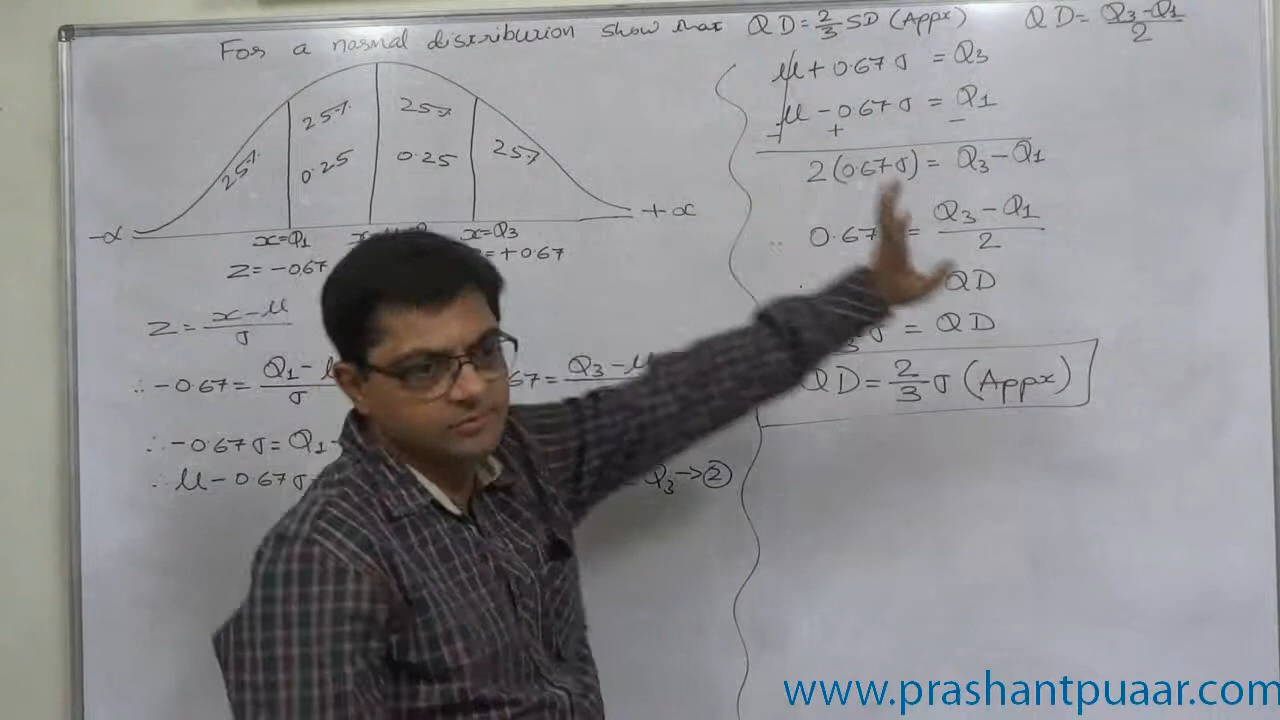 For a normal distribution show that QD = 2/3 SD (Appx)
QD = Q3-Q1/2
25%
25%
0.25
25%
0.25
25%
-∝
+∝
x=Q1
x=Q3
Z = -0.67
= +0.67
Z = x-μ/σ
∴ -0.67 = Q1-
σ
67 = Q3-μ
∴ -0.67σ = Q1
∴ μ - 0.67σ
Q3 → ②
μ + 0.67σ = Q3
μ - 0.67σ = Q1
- + -
2(0.67σ) = Q3-Q1
∴ 0.67 = Q3-Q1/2
QD
σ = QD
QD = 2/3 σ (Appx)
www.prashantpuaar.com